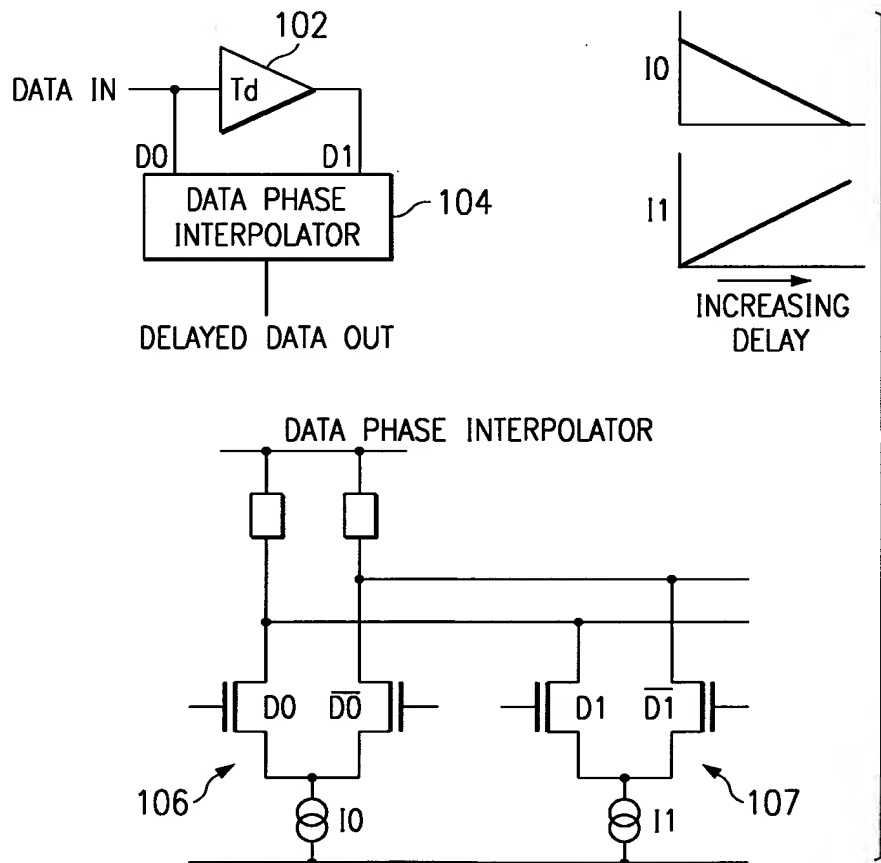 102
DATA IN
Td
D0
D1
DATA PHASE
INTERPOLATOR
104
DELAYED DATA OUT
I0
I1
INCREASING
DELAY
DATA PHASE INTERPOLATOR
D0
D̅0̅
D1
D̅1̅
106
I0
I1
107